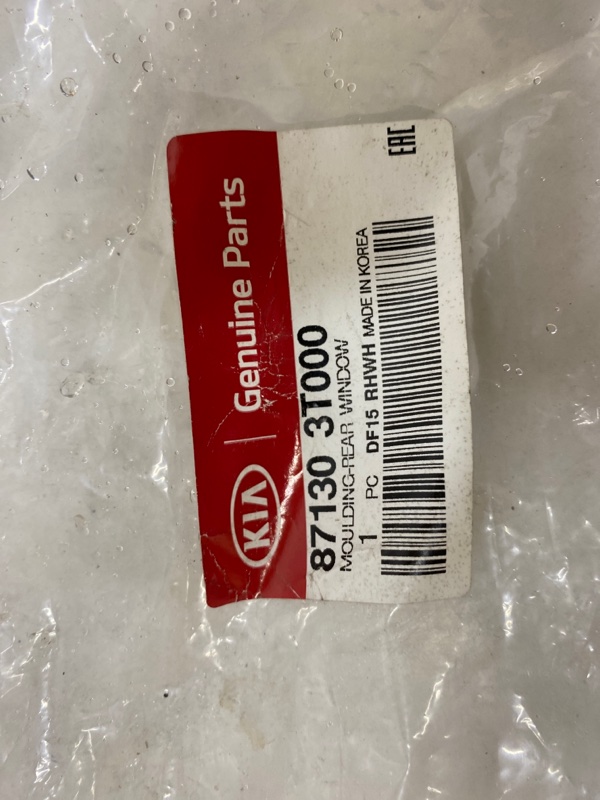 KIA | Genuine Parts
87130 3T000
MOULDING-REAR WINDOW
1 PC DF15 RHWH MADE IN KOREA
EAC